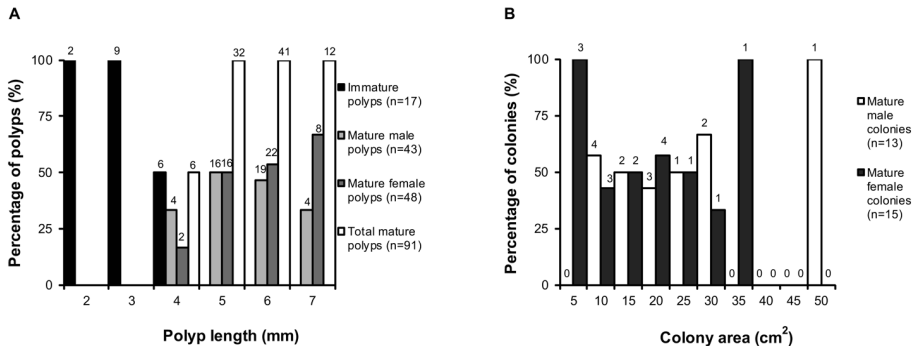 A
2
9
6
4
2
6
16
16
32
19
22
41
4
8
12
100
75
50
25
0
Percentage of polyps (%)
2 3 4 5 6 7
Polyp length (mm)
Immature
polyps (n=17)
Mature male
polyps (n=43)
Mature female
polyps (n=48)
Total mature
polyps (n=91)
B
0
3
4
3
2
2
3
4
1
1
2
1
0
1
0
0
0
0
1
0
100
75
50
25
0
Percentage of colonies (%)
5 10 15 20 25 30 35 40 45 50
Colony area (cm²)
Mature
male
colonies
(n=13)
Mature
female
colonies
(n=15)